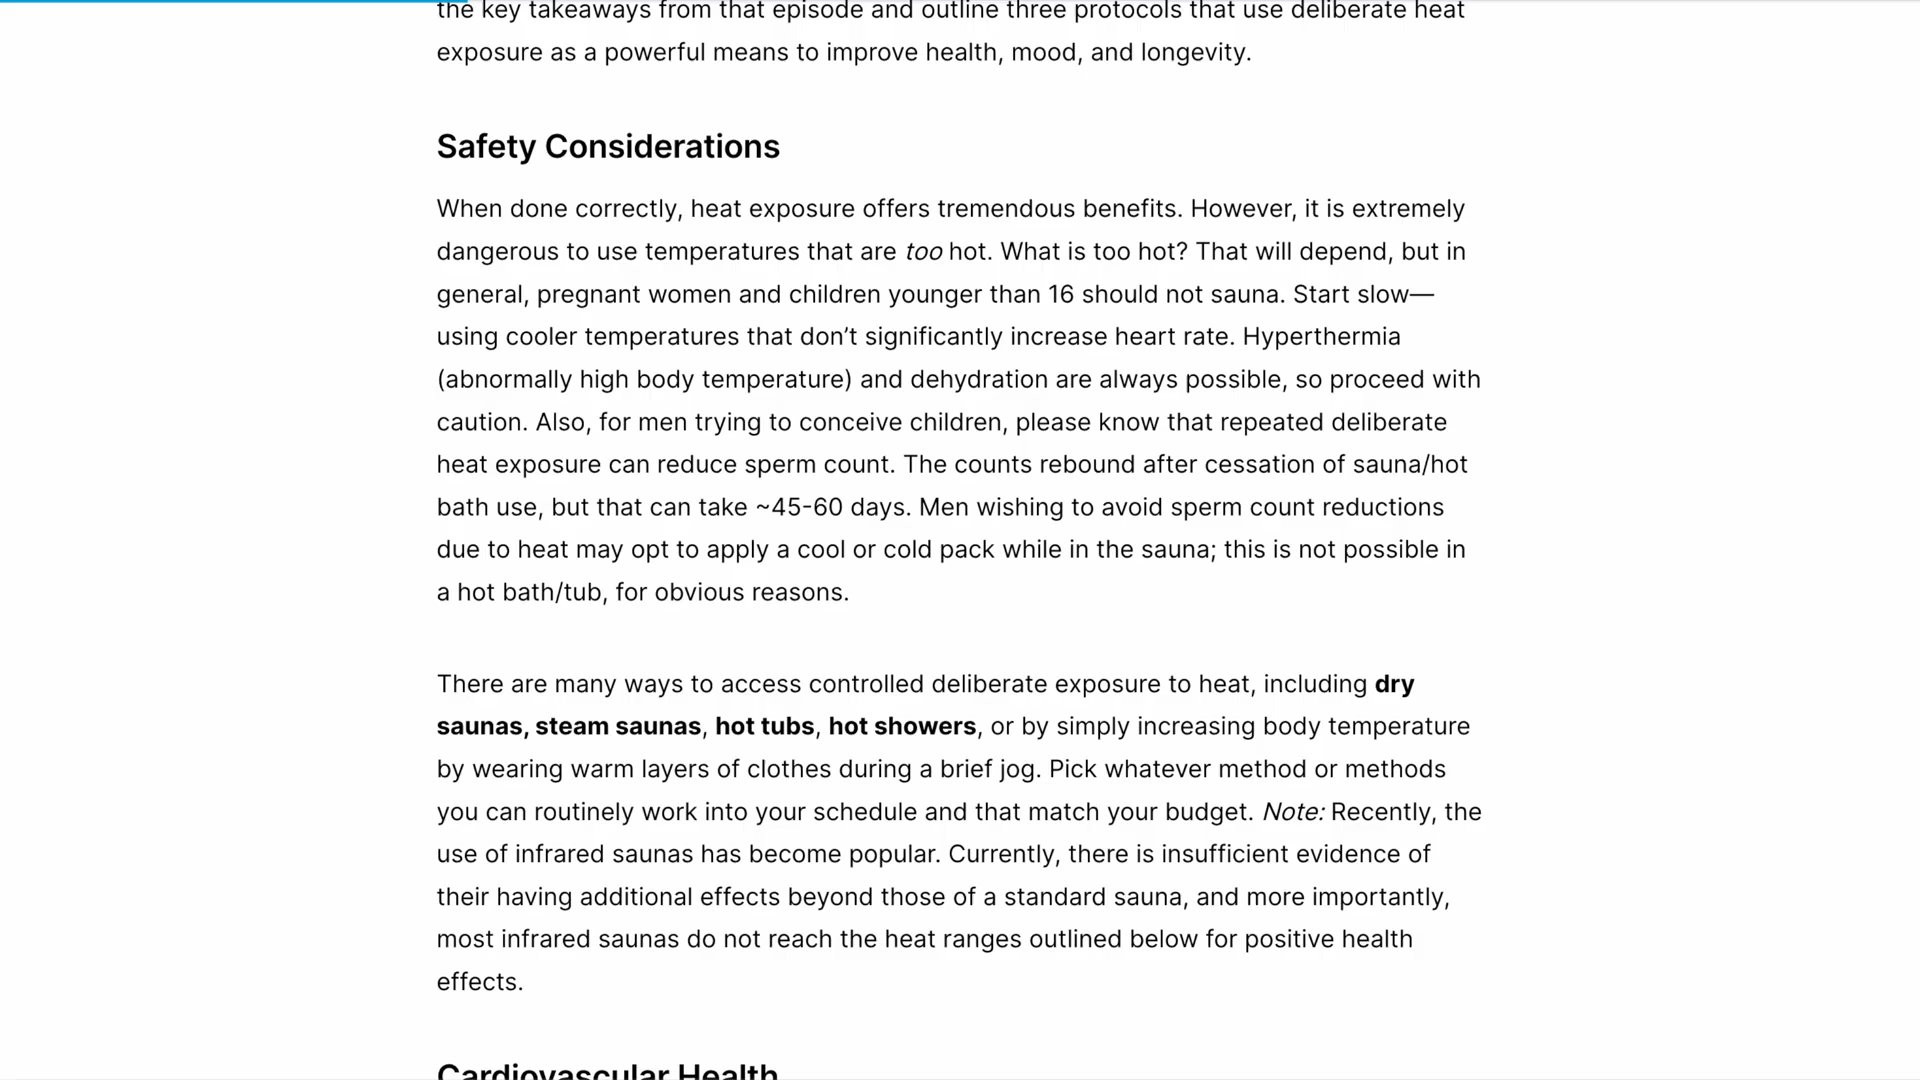 the key takeaways from that episode and outline three protocols that use deliberate heat
exposure as a powerful means to improve health, mood, and longevity.
Safety Considerations
When done correctly, heat exposure offers tremendous benefits. However, it is extremely
dangerous to use temperatures that are too hot. What is too hot? That will depend, but in
general, pregnant women and children younger than 16 should not sauna. Start slow—
using cooler temperatures that don’t significantly increase heart rate. Hyperthermia
(abnormally high body temperature) and dehydration are always possible, so proceed with
caution. Also, for men trying to conceive children, please know that repeated deliberate
heat exposure can reduce sperm count. The counts rebound after cessation of sauna/hot
bath use, but that can take ~45-60 days. Men wishing to avoid sperm count reductions
due to heat may opt to apply a cool or cold pack while in the sauna; this is not possible in
a hot bath/tub, for obvious reasons.
There are many ways to access controlled deliberate exposure to heat, including dry
saunas, steam saunas, hot tubs, hot showers, or by simply increasing body temperature
by wearing warm layers of clothes during a brief jog. Pick whatever method or methods
you can routinely work into your schedule and that match your budget. Note: Recently, the
use of infrared saunas has become popular. Currently, there is insufficient evidence of
their having additional effects beyond those of a standard sauna, and more importantly,
most infrared saunas do not reach the heat ranges outlined below for positive health
effects.
Cardiovascular Health